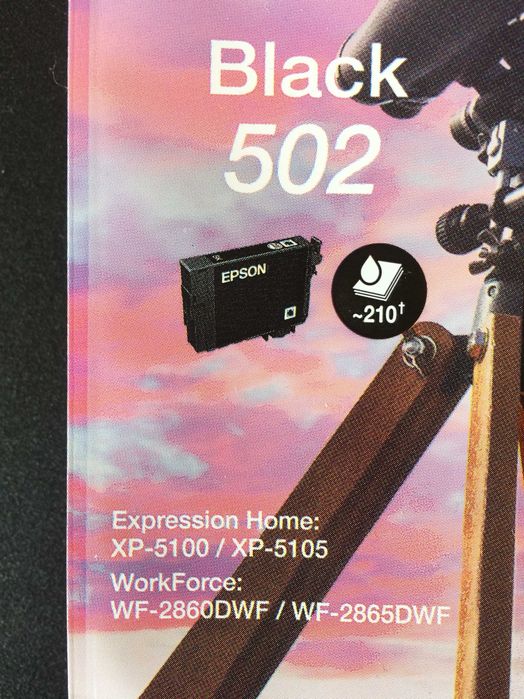 Black
502
EPSON
~210†
Expression Home:
XP-5100 / XP-5105
WorkForce:
WF-2860DWF / WF-2865DWF